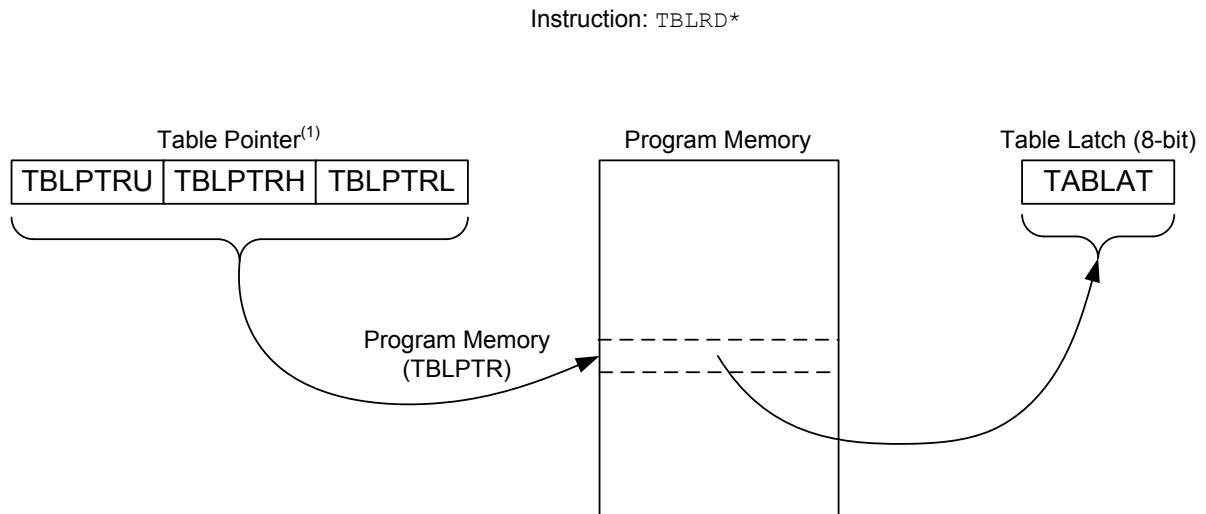 Instruction: TBLRD*
Table Pointer(1)
Program Memory
Table Latch (8-bit)
TBLPTRU TBLPTRH TBLPTRL
TABLAT
Program Memory
(TBLPTR)